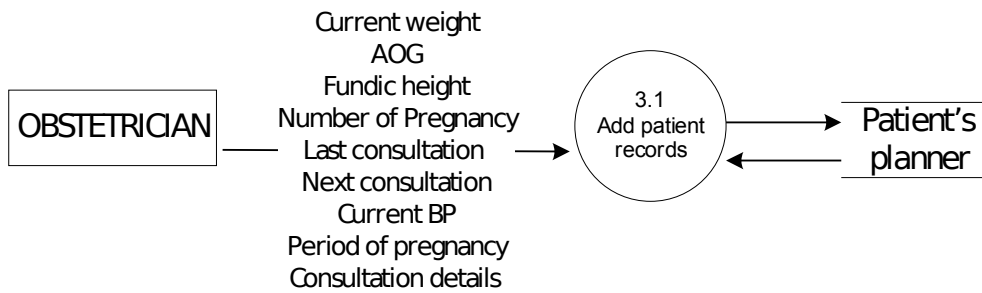 OBSTETRICIAN
Current weight
AOG
Fundic height
Number of Pregnancy
Last consultation
Next consultation
Current BP
Period of pregnancy
Consultation details
3.1
Add patient
records
Patient's
planner